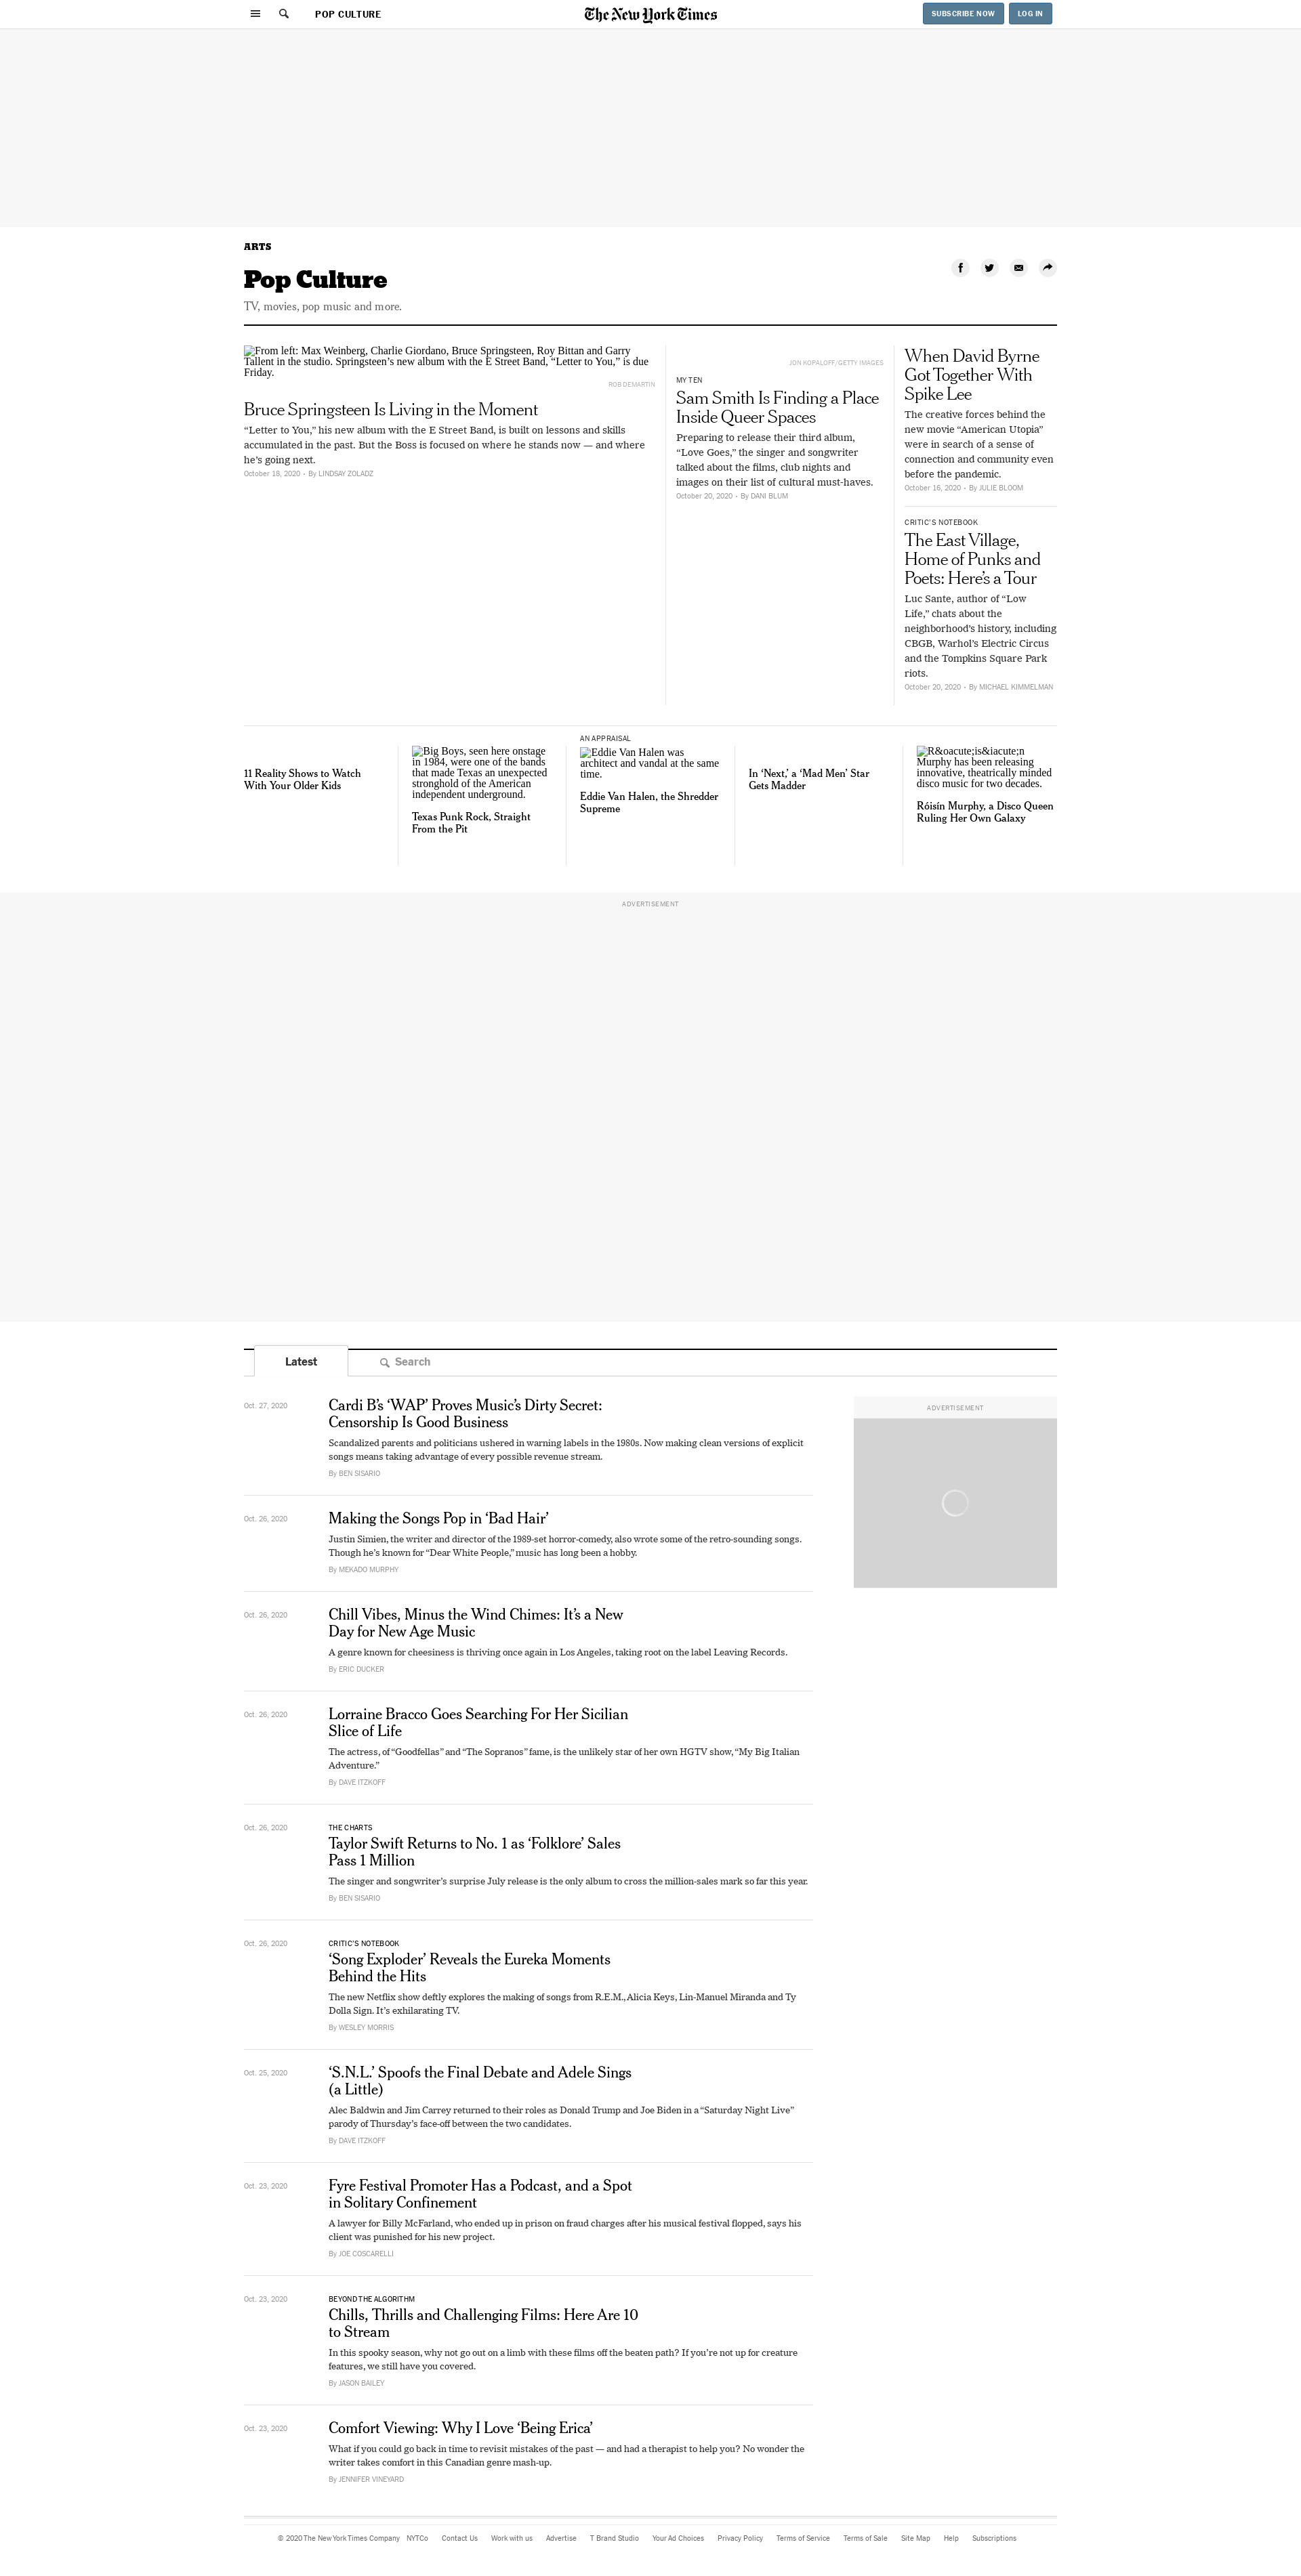 POP CULTURE
The New York Times
SUBSCRIBE NOW
LOG IN
ARTS
Pop Culture
TV, movies, pop music and more.
From left: Max Weinberg, Charlie Giordano, Bruce Springsteen, Roy Bittan and Garry
Tallent in the studio. Springsteen’s new album with the E Street Band, “Letter to You,” is due
Friday.
ROB DEMARTIN
Bruce Springsteen Is Living in the Moment
“Letter to You,” his new album with the E Street Band, is built on lessons and skills
accumulated in the past. But the Boss is focused on where he stands now — and where
he’s going next.
October 18, 2020 - By LINDSAY ZOLADZ
JON KOPALOFF/GETTY IMAGES
MY TEN
Sam Smith Is Finding a Place
Inside Queer Spaces
Preparing to release their third album,
“Love Goes,” the singer and songwriter
talked about the films, club nights and
images on their list of cultural must-haves.
October 20, 2020 - By DANI BLUM
When David Byrne
Got Together With
Spike Lee
The creative forces behind the
new movie “American Utopia”
were in search of a sense of
connection and community even
before the pandemic.
October 16, 2020 - By JULIE BLOOM
CRITIC’S NOTEBOOK
The East Village,
Home of Punks and
Poets: Here’s a Tour
Luc Sante, author of “Low
Life,” chats about the
neighborhood’s history, including
CBGB, Warhol’s Electric Circus
and the Tompkins Square Park
riots.
October 20, 2020 - By MICHAEL KIMMELMAN
11 Reality Shows to Watch
With Your Older Kids
Big Boys, seen here onstage
in 1984, were one of the bands
that made Texas an unexpected
stronghold of the American
independent underground.
Texas Punk Rock, Straight
From the Pit
AN APPRAISAL
Eddie Van Halen was
architect and vandal at the same
time.
Eddie Van Halen, the Shredder
Supreme
In ‘Next,’ a ‘Mad Men’ Star
Gets Madder
R&oacute;is&iacute;n
Murphy has been releasing
innovative, theatrically minded
disco music for two decades.
Róisín Murphy, a Disco Queen
Ruling Her Own Galaxy
ADVERTISEMENT
Latest
Search
Oct. 27, 2020
Cardi B’s ‘WAP’ Proves Music’s Dirty Secret:
Censorship Is Good Business
Scandalized parents and politicians ushered in warning labels in the 1980s. Now making clean versions of explicit
songs means taking advantage of every possible revenue stream.
By BEN SISARIO
ADVERTISEMENT
Oct. 26, 2020
Making the Songs Pop in ‘Bad Hair’
Justin Simien, the writer and director of the 1989-set horror-comedy, also wrote some of the retro-sounding songs.
Though he’s known for “Dear White People,” music has long been a hobby.
By MEKADO MURPHY
Oct. 26, 2020
Chill Vibes, Minus the Wind Chimes: It’s a New
Day for New Age Music
A genre known for cheesiness is thriving once again in Los Angeles, taking root on the label Leaving Records.
By ERIC DUCKER
Oct. 26, 2020
Lorraine Bracco Goes Searching For Her Sicilian
Slice of Life
The actress, of “Goodfellas” and “The Sopranos” fame, is the unlikely star of her own HGTV show, “My Big Italian
Adventure.”
By DAVE ITZKOFF
Oct. 26, 2020
THE CHARTS
Taylor Swift Returns to No. 1 as ‘Folklore’ Sales
Pass 1 Million
The singer and songwriter’s surprise July release is the only album to cross the million-sales mark so far this year.
By BEN SISARIO
Oct. 26, 2020
CRITIC’S NOTEBOOK
‘Song Exploder’ Reveals the Eureka Moments
Behind the Hits
The new Netflix show deftly explores the making of songs from R.E.M., Alicia Keys, Lin-Manuel Miranda and Ty
Dolla Sign. It’s exhilarating TV.
By WESLEY MORRIS
Oct. 25, 2020
‘S.N.L.’ Spoofs the Final Debate and Adele Sings
(a Little)
Alec Baldwin and Jim Carrey returned to their roles as Donald Trump and Joe Biden in a “Saturday Night Live”
parody of Thursday’s face-off between the two candidates.
By DAVE ITZKOFF
Oct. 23, 2020
Fyre Festival Promoter Has a Podcast, and a Spot
in Solitary Confinement
A lawyer for Billy McFarland, who ended up in prison on fraud charges after his musical festival flopped, says his
client was punished for his new project.
By JOE COSCARELLI
Oct. 23, 2020
BEYOND THE ALGORITHM
Chills, Thrills and Challenging Films: Here Are 10
to Stream
In this spooky season, why not go out on a limb with these films off the beaten path? If you’re not up for creature
features, we still have you covered.
By JASON BAILEY
Oct. 23, 2020
Comfort Viewing: Why I Love ‘Being Erica’
What if you could go back in time to revisit mistakes of the past — and had a therapist to help you? No wonder the
writer takes comfort in this Canadian genre mash-up.
By JENNIFER VINEYARD
© 2020 The New York Times Company NYTCo Contact Us Work with us Advertise T Brand Studio Your Ad Choices Privacy Policy Terms of Service Terms of Sale Site Map Help Subscriptions